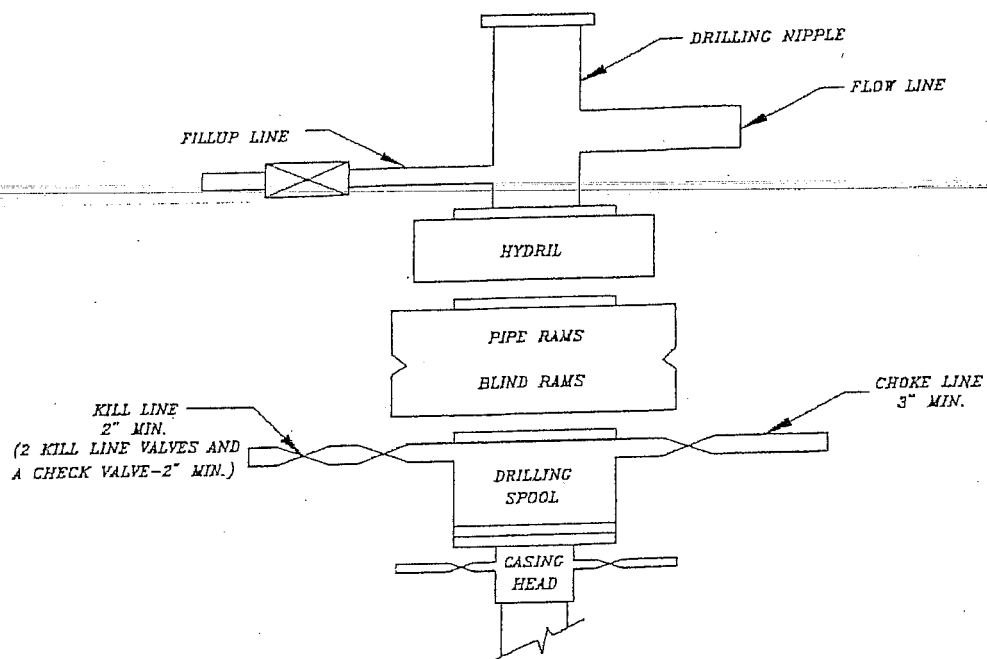 DRILLING NIPPLE
FLOW LINE
FILLUP LINE
HYDRIL
PIPE RAMS
BLIND RAMS
CHOKE LINE
3" MIN.
KILL LINE
2" MIN.
(2 KILL LINE VALVES AND
A CHECK VALVE-2" MIN.)
DRILLING
SPOOL
CASING
HEAD